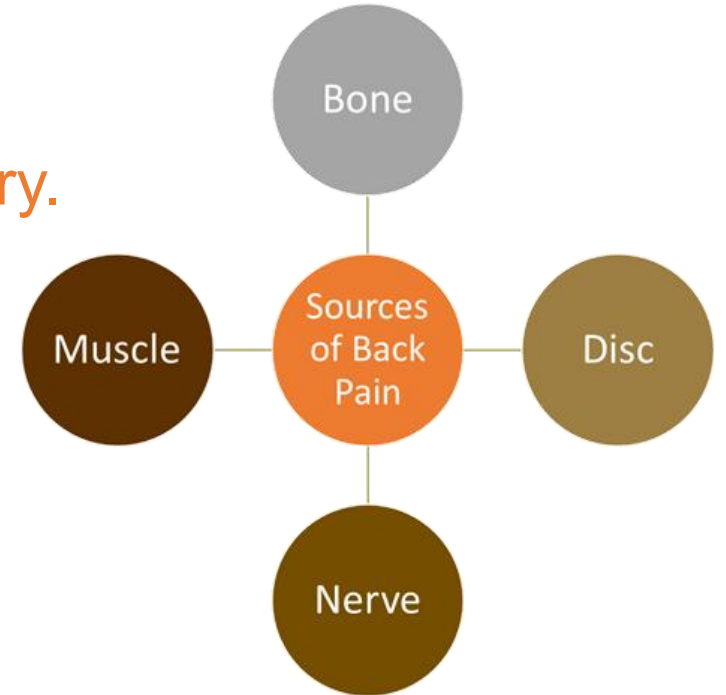 Bone
ry.
Muscle
Sources
of Back
Pain
Disc
Nerve